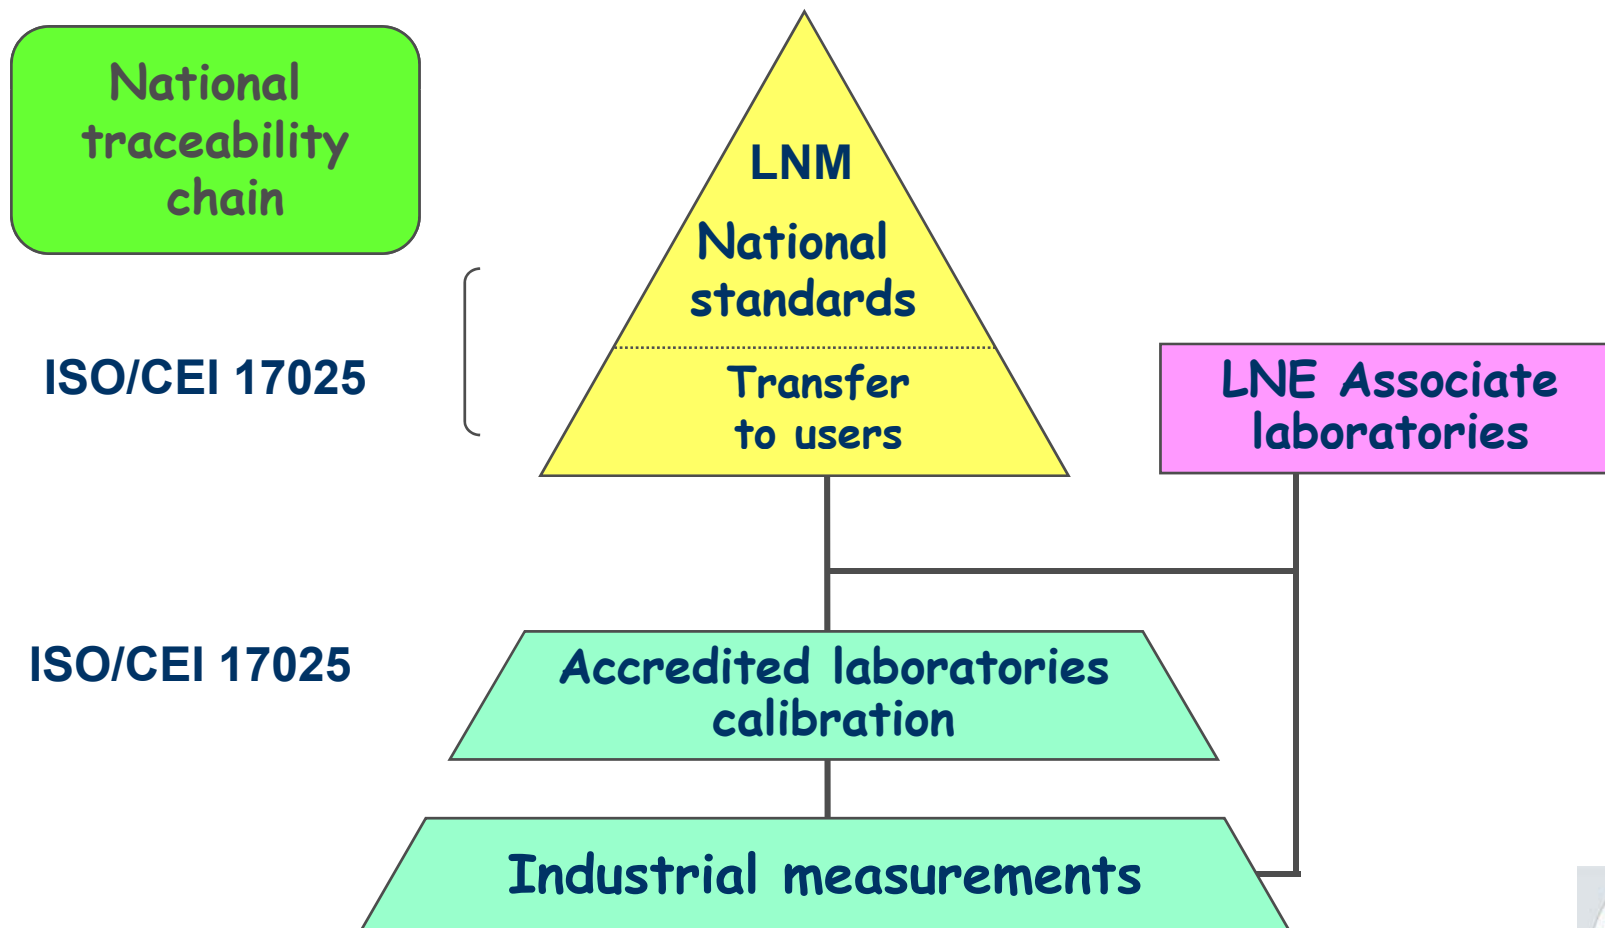 National
traceability
chain
LNM
National
standards
ISO/CEI 17025
Transfer
to users
LNE Associate
laboratories
ISO/CEI 17025
Accredited laboratories
calibration
Industrial measurements